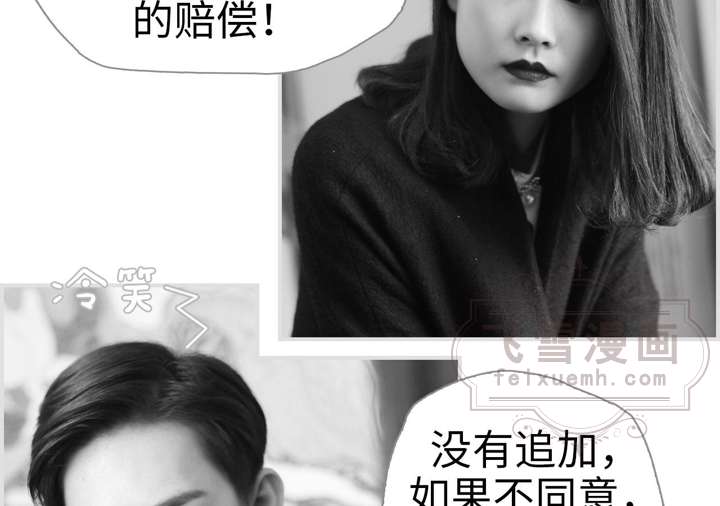 的赔偿！
冷笑
飞雪漫画
feixuemh.com
没有追加，
如果不同意，